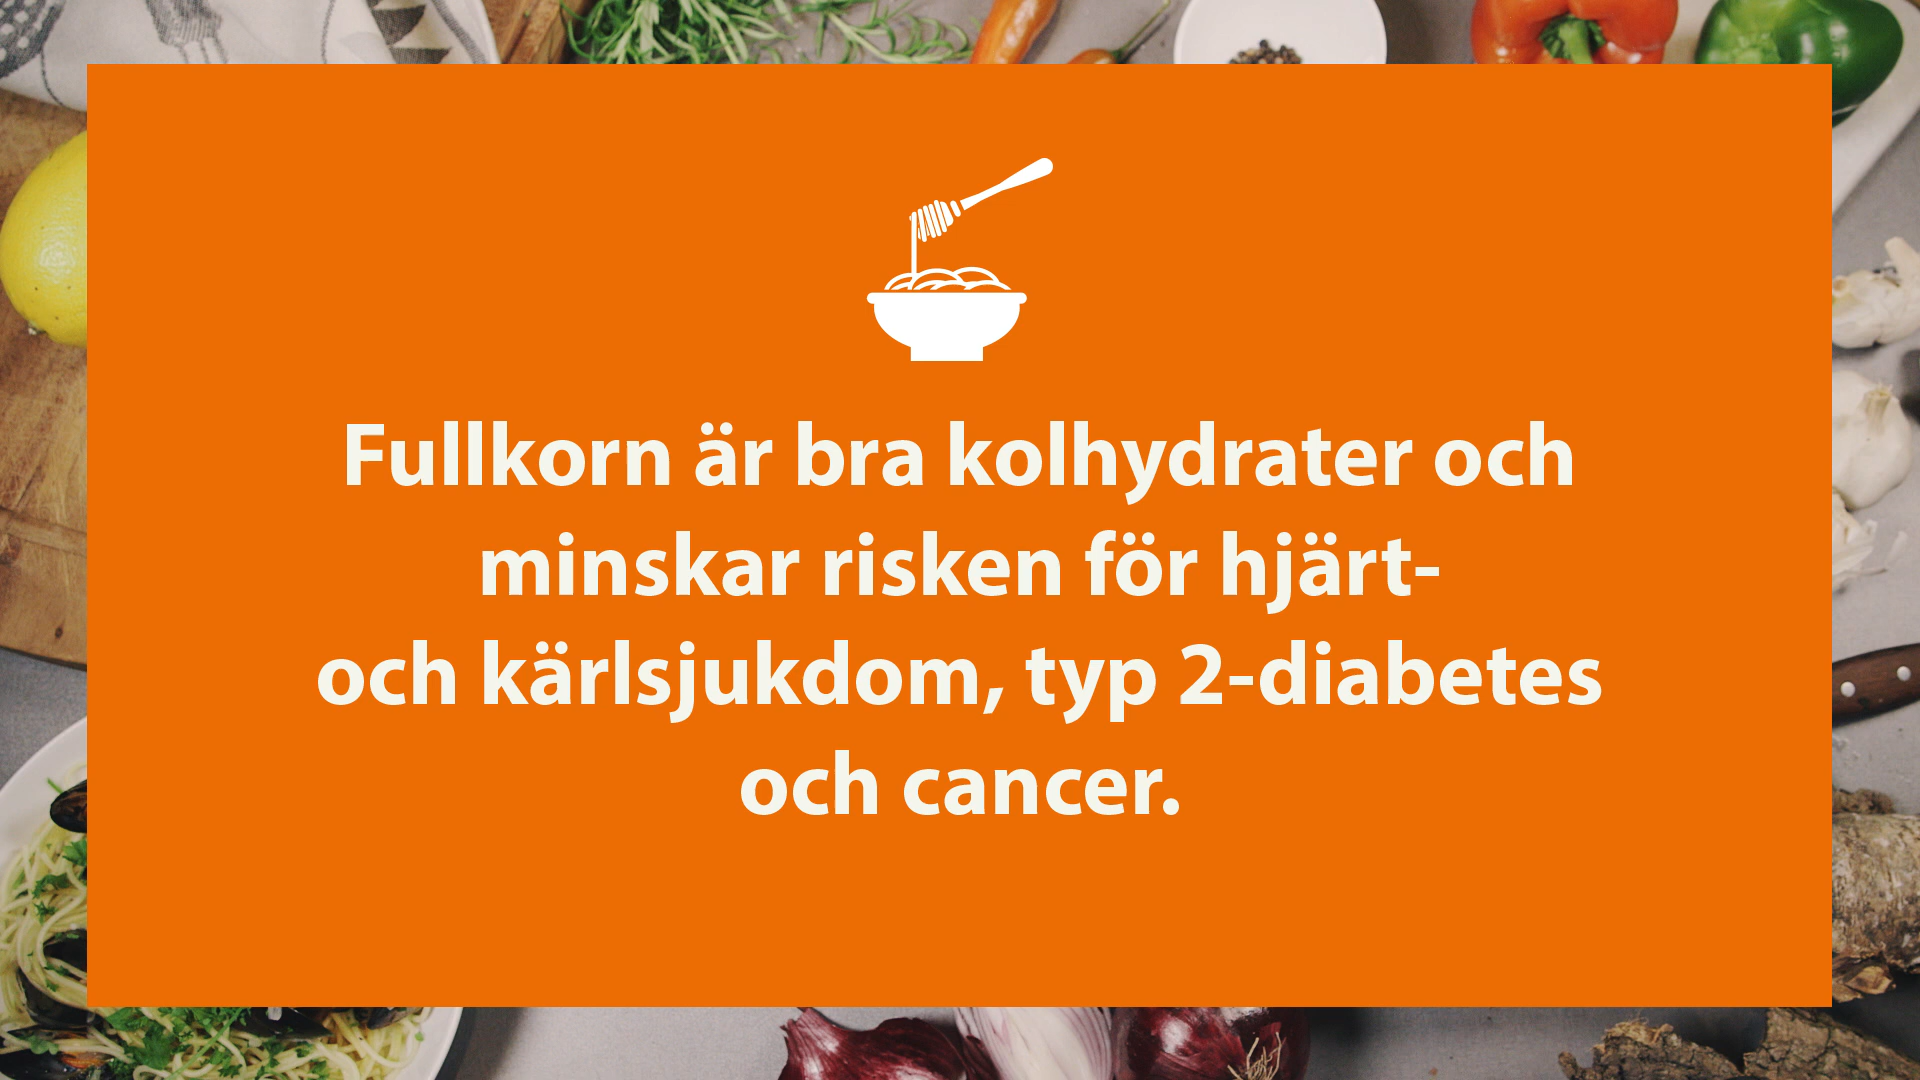 Fullkorn är bra kolhydrater och
minskar risken för hjärt-
och kärlsjukdom, typ 2-diabetes
och cancer.